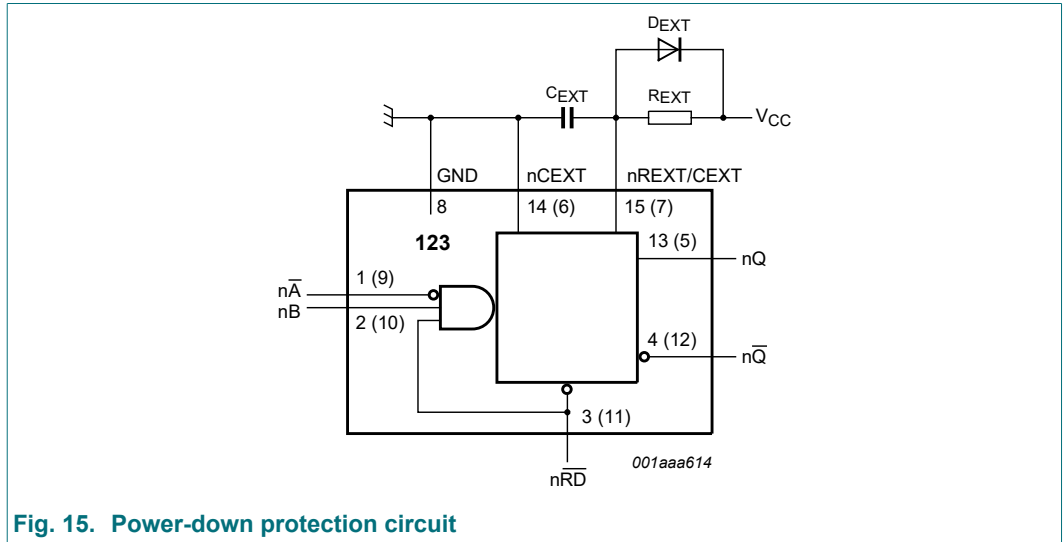 DEXT
CEXT
REXT
VCC
GND
nCEXT
nREXT/CEXT
8
14 (6)
15 (7)
123
13 (5)
nQ
1 (9)
nA̅
nB
2 (10)
4 (12)
nQ̅
3 (11)
001aaa614
nR̅D̅
Fig. 15. Power-down protection circuit